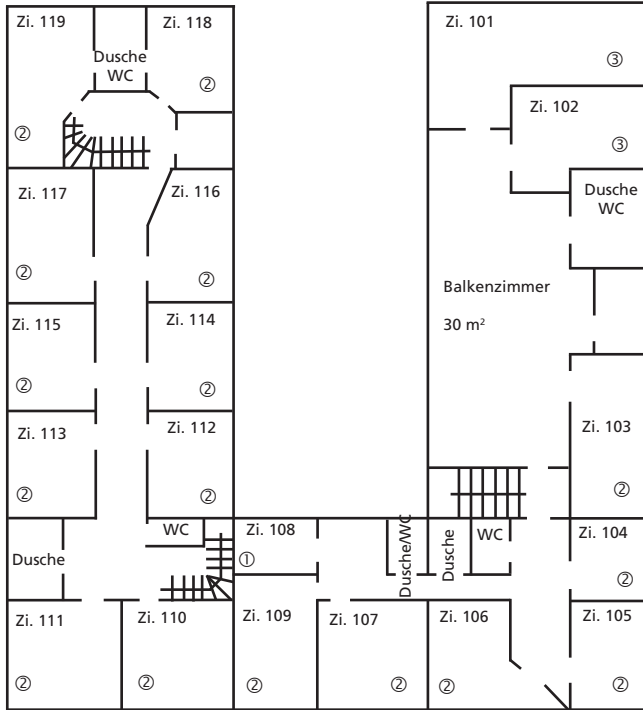 Zi. 119
Dusche
WC
Zi. 118
②
②
Zi. 101
③
Zi. 102
③
Dusche
WC
Zi. 117
②
Zi. 116
②
Balkenzimmer
30 m²
Zi. 115
②
Zi. 114
②
Zi. 113
②
Zi. 112
②
Zi. 103
②
Dusche
WC
Zi. 108
①
Dusche/WC
Dusche
WC
Zi. 104
②
Zi. 111
②
Zi. 110
②
Zi. 109
②
Zi. 107
②
Zi. 106
②
Zi. 105
②